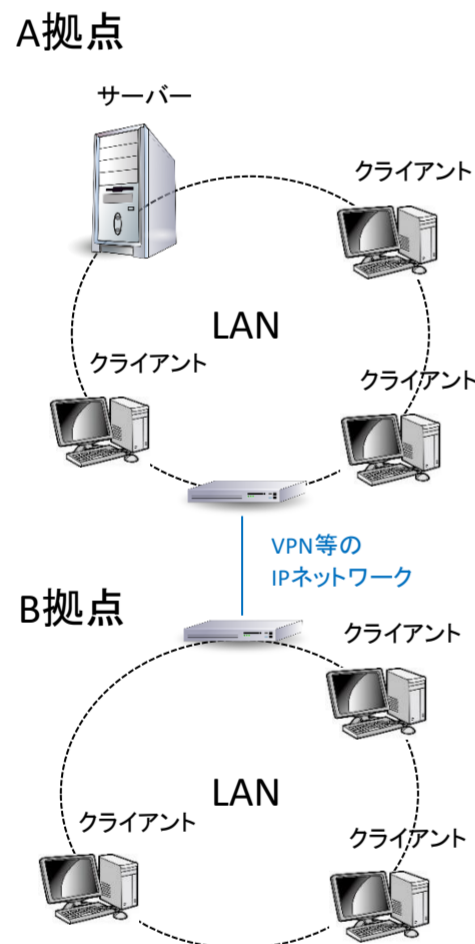 A拠点
サーバー
クライアント
LAN
クライアント
クライアント
VPN等の
IPネットワーク
B拠点
クライアント
LAN
クライアント
クライアント